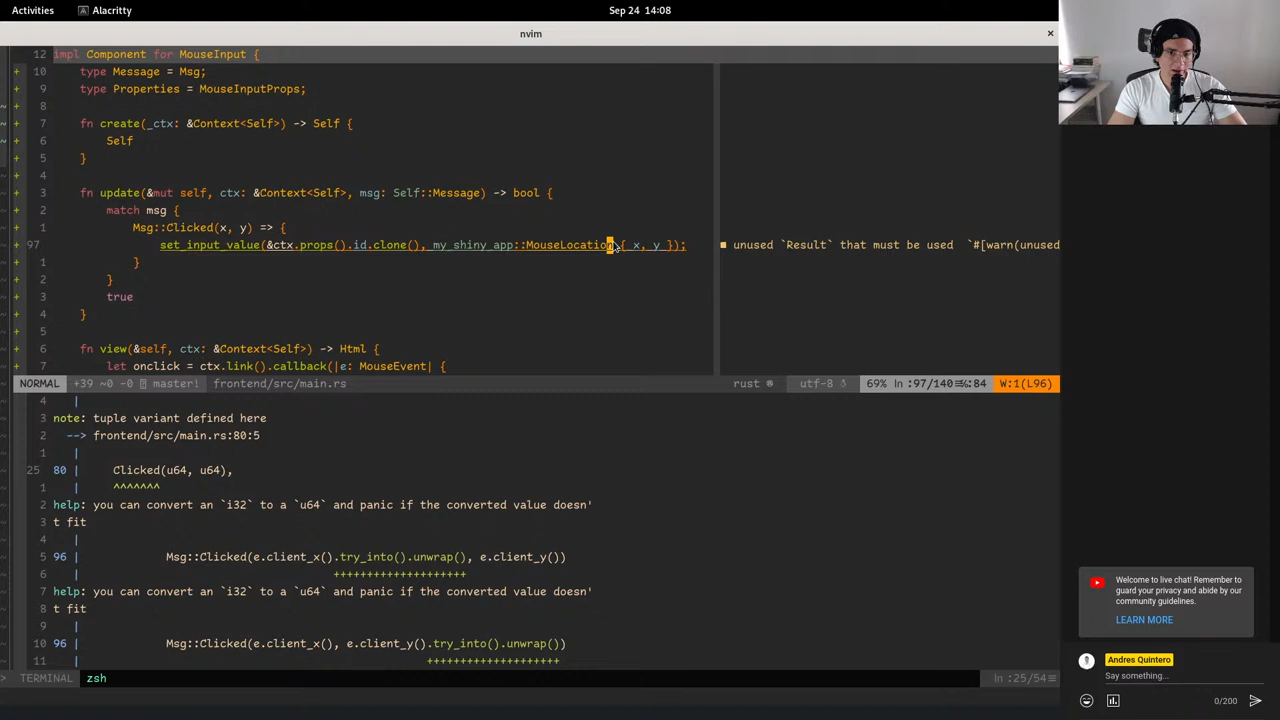 Activities
Alacritty
Sep 24 14:08
nvim
12 impl Component for MouseInput {
+ 10 type Message = Msg;
+ 9 type Properties = MouseInputProps;
+ 8
+ 7 fn create(_ctx: &Context<Self>) -> Self {
+ 6 Self
+ 5 }
+ 4
+ 3 fn update(&mut self, ctx: &Context<Self>, msg: Self::Message) -> bool {
+ 2 match msg {
+ 1 Msg::Clicked(x, y) => {
+ 97 set_input_value(&ctx.props().id.clone(), my_shiny_app::MouseLocation { x, y }); ■ unused `Result` that must be used `#[warn(unused
+ 1 }
+ 2 }
+ 3 true
+ 4 }
+ 5
+ 6 fn view(&self, ctx: &Context<Self>) -> Html {
+ 7 let onclick = ctx.link().callback(|e: MouseEvent| {
NORMAL +39 ~0 -0 master! frontend/src/main.rs rust utf-8 69% ln :97/140 :84 W:1(L96)
4 |
3 note: tuple variant defined here
2 --> frontend/src/main.rs:80:5
1 |
25 80 | Clicked(u64, u64),
1 | ^^^^^^^
2 help: you can convert an `i32` to a `u64` and panic if the converted value doesn'
3 t fit
4 |
5 96 | Msg::Clicked(e.client_x().try_into().unwrap(), e.client_y())
6 | ++++++++++++++++++++
7 help: you can convert an `i32` to a `u64` and panic if the converted value doesn'
8 t fit
9 |
10 96 | Msg::Clicked(e.client_x(), e.client_y().try_into().unwrap())
11 | ++++++++++++++++++++
TERMINAL zsh ln :25/54
Welcome to live chat! Remember to
guard your privacy and abide by our
community guidelines.
LEARN MORE
Andres Quintero
Say something...
0/200